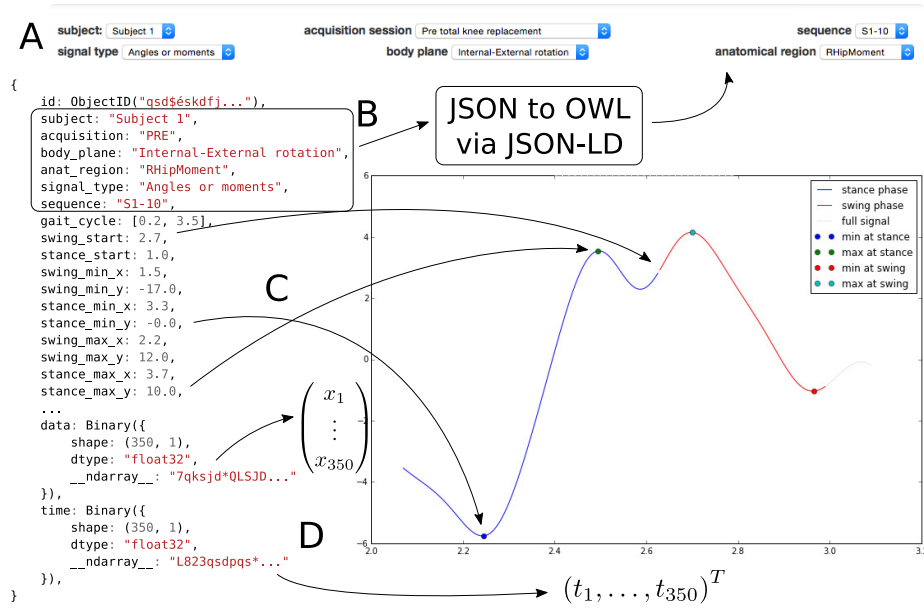 A
subject: Subject 1 acquisition session Pre total knee replacement sequence S1-10
signal type Angles or moments body plane Internal-External rotation anatomical region RHipMoment
{
id: ObjectID("qsd$éskdfj..."),
subject: "Subject 1",
acquisition: "PRE",
body_plane: "Internal-External rotation",
anat_region: "RHipMoment",
signal_type: "Angles or moments",
sequence: "S1-10",
gait_cycle: [0.2, 3.5],
swing_start: 2.7,
stance_start: 1.0,
swing_min_x: 1.5,
swing_min_y: -17.0,
stance_min_x: 3.3,
stance_min_y: -0.0,
swing_max_x: 2.2,
swing_max_y: 12.0,
stance_max_x: 3.7,
stance_max_y: 10.0,
...
data: Binary({
shape: (350, 1),
dtype: "float32",
__ndarray__: "7qksjd*QLSJD..."
}),
time: Binary({
shape: (350, 1),
dtype: "float32",
__ndarray__: "L823qsdpqs*..."
}),
}
B
JSON to OWL
via JSON-LD
C
x1
⋮
x350
D
(t1, . . . , t350)^T
stance phase
swing phase
full signal
min at stance
max at stance
min at swing
max at swing
6
4
2
0
−2
−4
−6
2.0 2.2 2.4 2.6 2.8 3.0 3.2